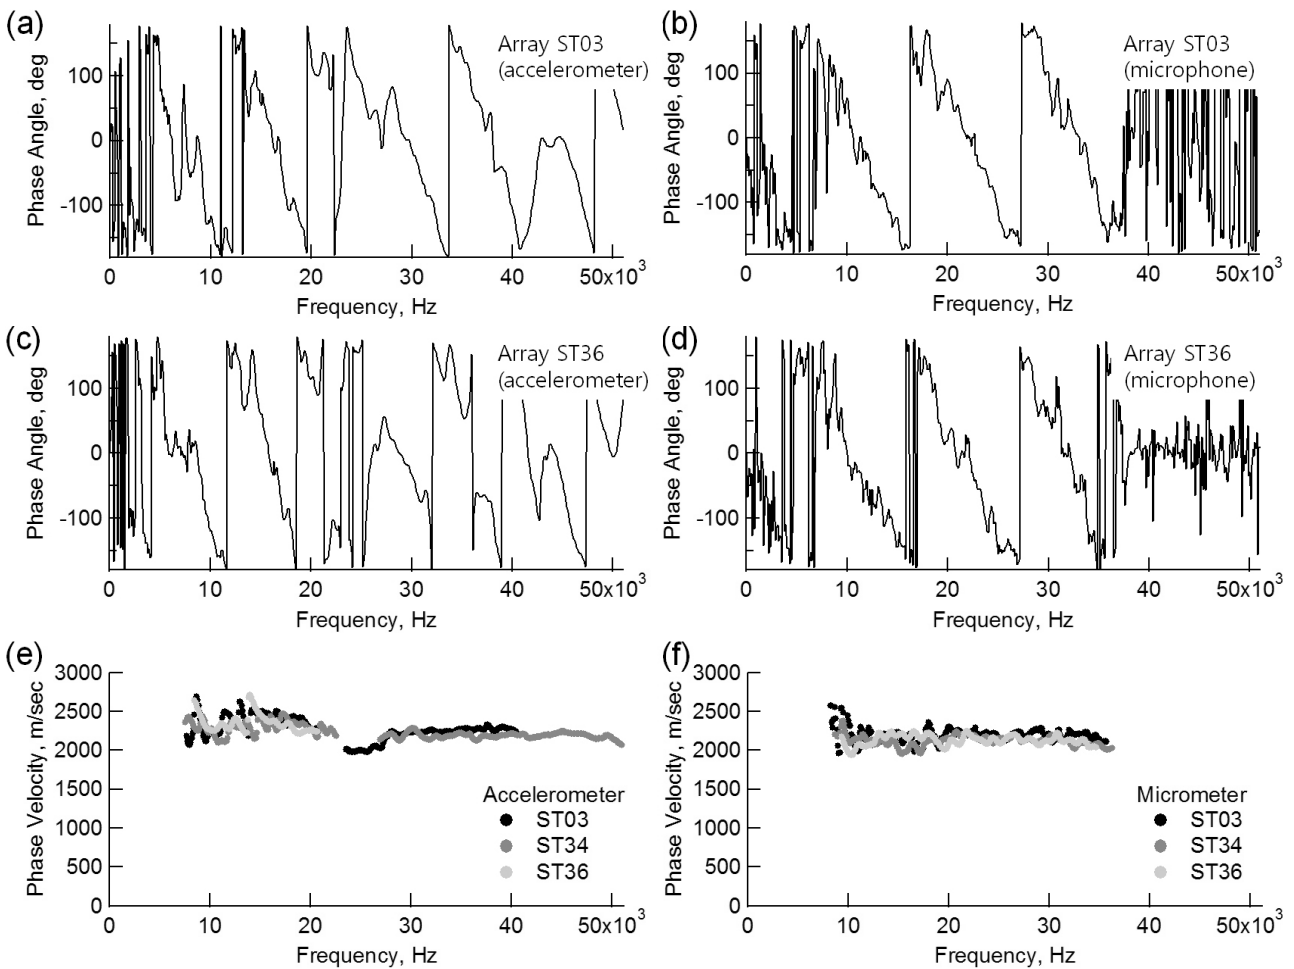 (a)
Array ST03
(accelerometer)
Phase Angle, deg
100
0
-100
0 10 20 30 40 50x10³
Frequency, Hz
(b)
Array ST03
(microphone)
Phase Angle, deg
100
0
-100
0 10 20 30 40 50x10³
Frequency, Hz
(c)
Array ST36
(accelerometer)
Phase Angle, deg
100
0
-100
0 10 20 30 40 50x10³
Frequency, Hz
(d)
Array ST36
(microphone)
Phase Angle, deg
100
0
-100
0 10 20 30 40 50x10³
Frequency, Hz
(e)
Phase Velocity, m/sec
3000
2500
2000
1500
1000
500
0
Accelerometer
ST03
ST34
ST36
0 10 20 30 40 50x10³
Frequency, Hz
(f)
Phase Velocity, m/sec
3000
2500
2000
1500
1000
500
0
Micrometer
ST03
ST34
ST36
0 10 20 30 40 50x10³
Frequency, Hz